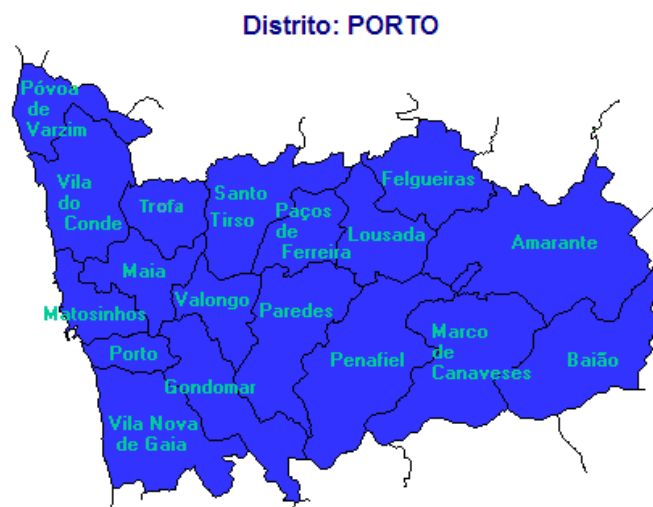 Distrito: PORTO
Póvoa
de
Varzim
Vila
do
Conde
Trofa
Santo
Tirso
Paços
de
Ferreira
Felgueiras
Lousada
Amarante
Maia
Matosinhos
Valongo
Paredes
Porto
Gondomar
Penafiel
Marco
de
Canaveses
Baião
Vila Nova
de Gaia